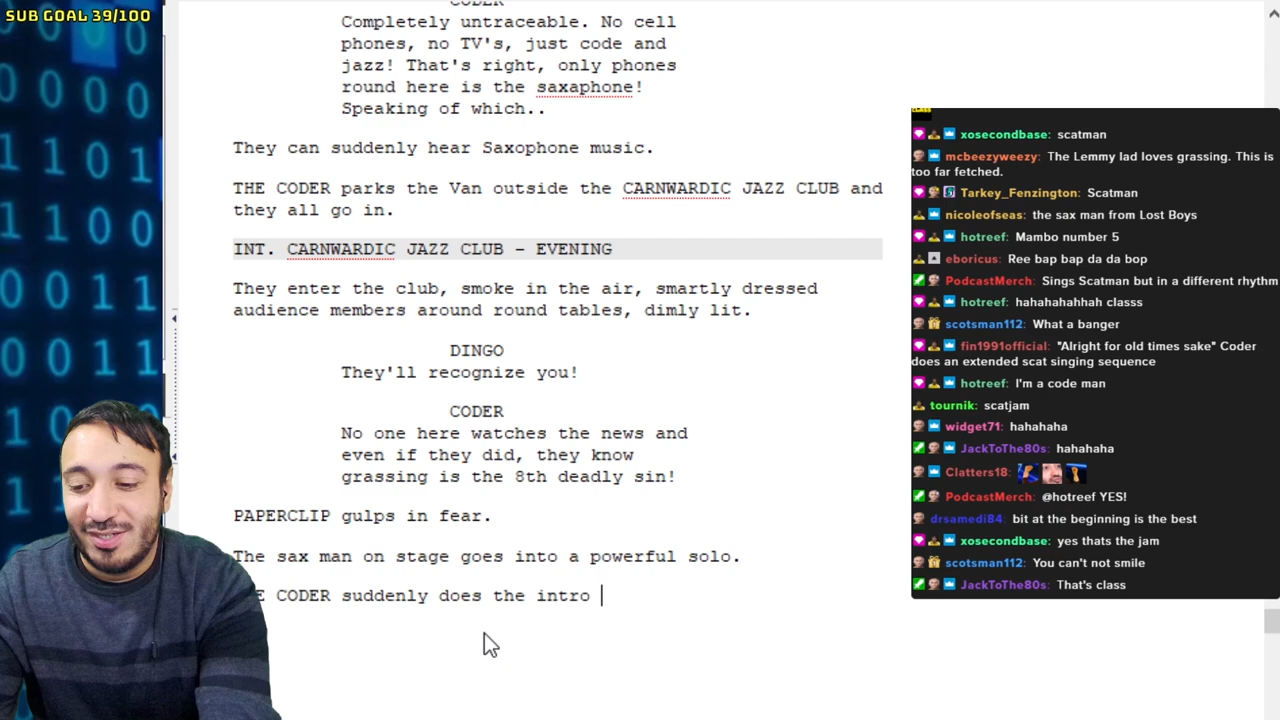 SUB GOAL 39/100
CODER
Completely untraceable. No cell
phones, no TV's, just code and
jazz! That's right, only phones
round here is the saxaphone!
Speaking of which..
They can suddenly hear Saxophone music.
THE CODER parks the Van outside the CARNWARDIC JAZZ CLUB and
they all go in.
INT. CARNWARDIC JAZZ CLUB – EVENING
They enter the club, smoke in the air, smartly dressed
audience members around round tables, dimly lit.
DINGO
They'll recognize you!
CODER
No one here watches the news and
even if they did, they know
grassing is the 8th deadly sin!
PAPERCLIP gulps in fear.
The sax man on stage goes into a powerful solo.
E CODER suddenly does the intro
xosecondbase: scatman
mcbeezyweezy: The Lemmy lad loves grassing. This is
too far fetched.
Tarkey_Fenzington: Scatman
nicoleofseas: the sax man from Lost Boys
hotreef: Mambo number 5
eboricus: Ree bap bap da da bop
PodcastMerch: Sings Scatman but in a different rhythm
hotreef: hahahahahhah classs
scotsman112: What a banger
fin1991official: "Alright for old times sake" Coder
does an extended scat singing sequence
hotreef: I'm a code man
tournik: scatjam
widget71: hahahaha
JackToThe80s: hahahaha
Clatters18:
PodcastMerch: @hotreef YES!
drsamedi84: bit at the beginning is the best
xosecondbase: yes thats the jam
scotsman112: You can't not smile
JackToThe80s: That's class